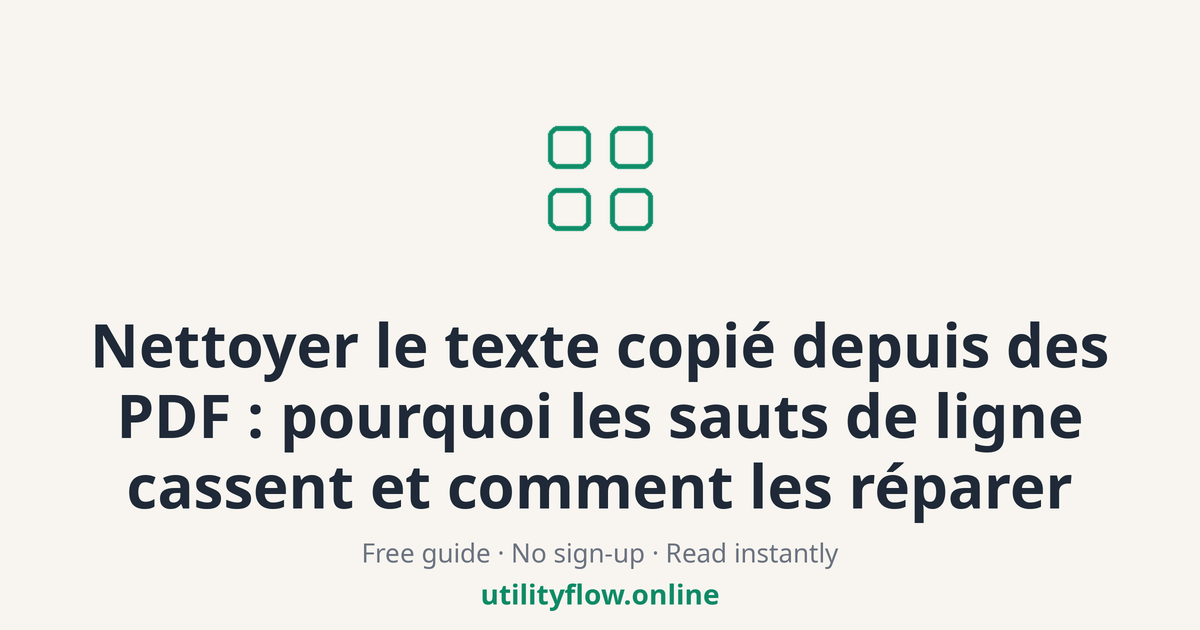 Nettoyer le texte copié depuis des
PDF : pourquoi les sauts de ligne
cassent et comment les réparer
Free guide · No sign-up · Read instantly
utilityflow.online